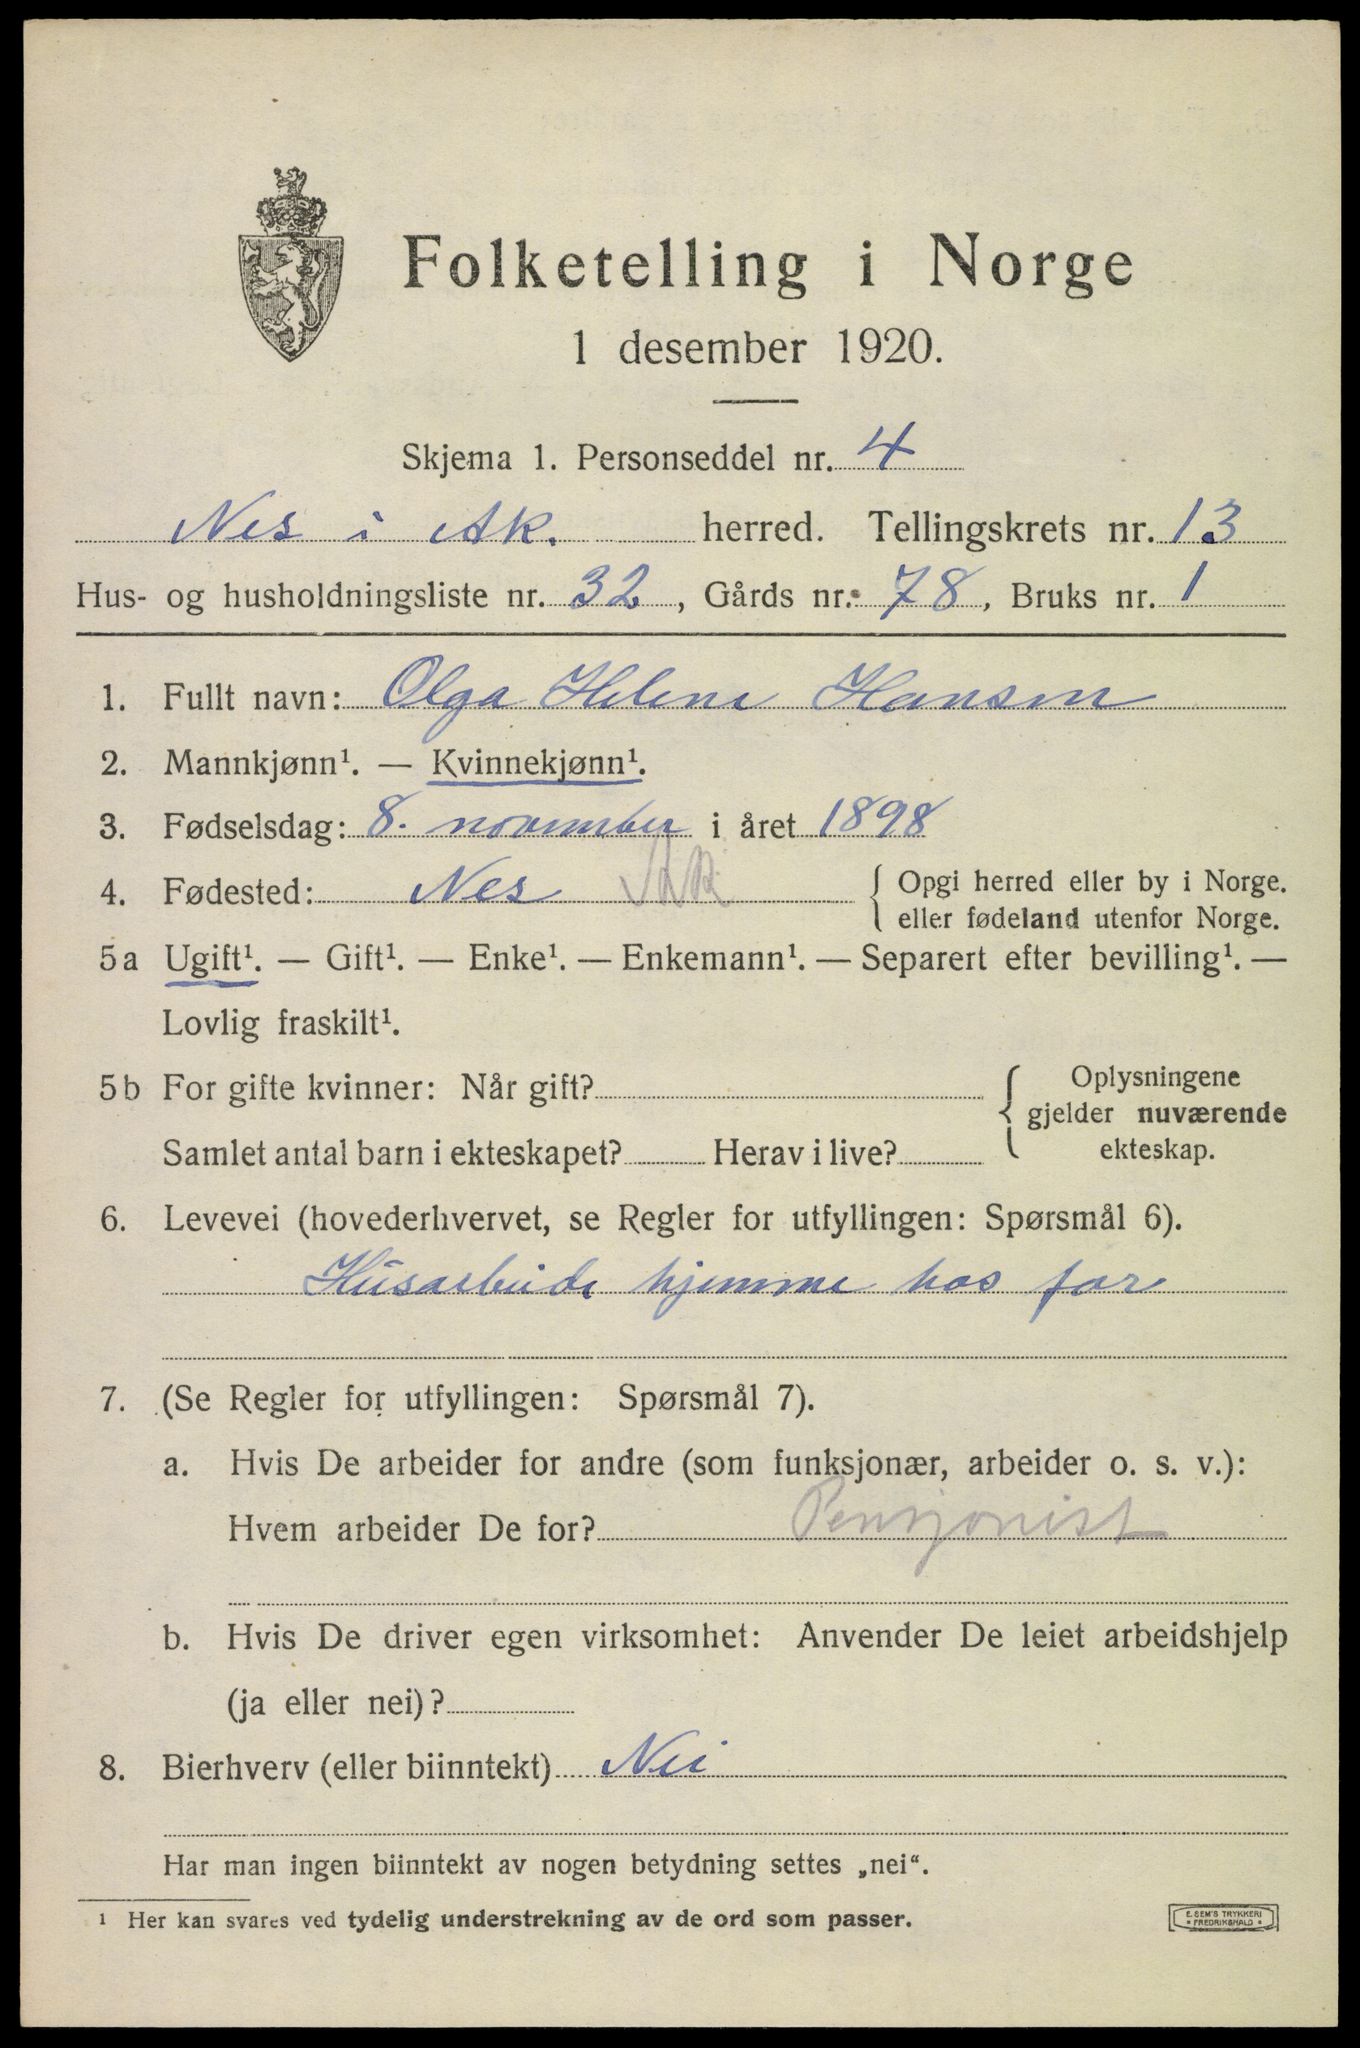 Folketelling i Norge
1 desember 1920.
Skjema 1. Personseddel nr. 4
Nes i Ak. herred. Tellingskrets nr. 13
Hus- og husholdningsliste nr. 32, Gårds nr. 78, Bruks nr. 1
1. Fullt navn: Olga Helene Hansen
2. Mannkjønn¹. — Kvinnekjønn¹.
3. Fødselsdag: 8. november i året 1898
4. Fødested: Nes { Opgi herred eller by i Norge.
eller fødeland utenfor Norge.
5a Ugift¹. — Gift¹. — Enke¹. — Enkemann¹. — Separert efter bevilling¹. —
Lovlig fraskilt¹.
5b For gifte kvinner: Når gift? { Oplysningene
gjelder nuværende
Samlet antal barn i ekteskapet? Herav i live? ekteskap.
6. Levevei (hovederhvervet, se Regler for utfyllingen: Spørsmål 6).
Husarbeide hjemme hos far
7. (Se Regler for utfyllingen: Spørsmål 7).
a. Hvis De arbeider for andre (som funksjonær, arbeider o. s. v.):
Hvem arbeider De for? Pensjonist
b. Hvis De driver egen virksomhet: Anvender De leiet arbeidshjelp
(ja eller nei)?
8. Bierhverv (eller biinntekt) Nei
Har man ingen biinntekt av nogen betydning settes „nei“.
¹ Her kan svares ved tydelig understrekning av de ord som passer.
E. SEM'S TRYKKERI
FREDRIKSHALD